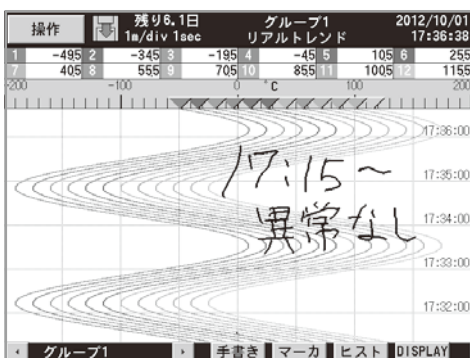 操作 残り6.1日 グループ1 2012/10/01
1m/div 1sec リアルトレンド 17:36:38
1 -495 2 -345 3 -195 4 -45 5 105 6 255
7 405 8 555 9 705 10 855 11 1005 12 1155
-200 -100 0 °C 100 200
17:36:00
17:15〜
17:35:00
17:34:00
異常なし
17:33:00
17:32:00
グループ1 手書き マーカ ヒスト DISPLAY